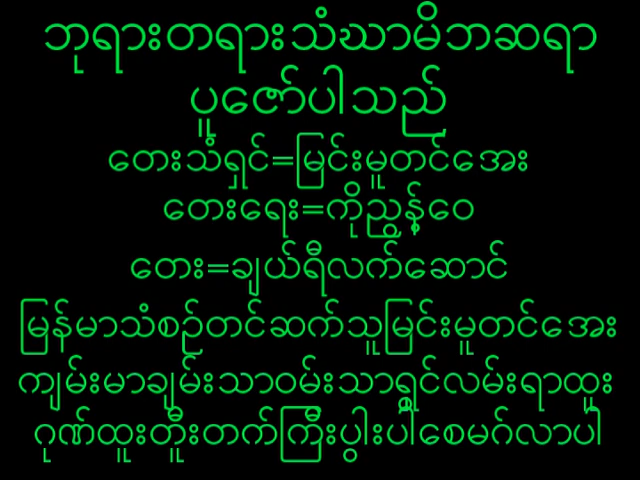 ဘုရားတရားသံဃာမိဘဆရာ
ပူဇော်ပါသည်
တေးသံရှင်=မြင်းမူတင်အေး
တေးရေး=ကိုညွန့်ဝေ
တေး=ချယ်ရီလက်ဆောင်
မြန်မာသံစဉ်တင်ဆက်သူမြင်းမူတင်အေး
ကျမ်းမာချမ်းသာဝမ်းသာရွှင်လမ်းရာထူး
ဂုဏ်ထူးတိုးတက်ကြီးပွါးပါစေမင်္ဂလာပါ